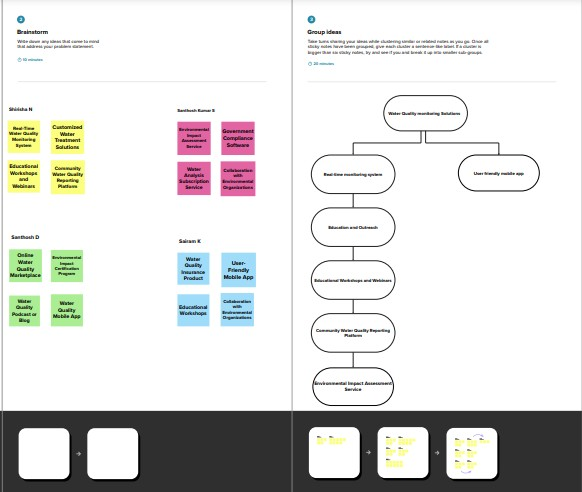 2
Brainstorm
Write down any ideas that come to mind
that address your problem statement.
10 minutes
Shirisha N
Real-Time
Water Quality
Monitoring
System
Customized
Water
Treatment
Solutions
Educational
Workshops
and
Webinars
Community
Water Quality
Reporting
Platform
Santhosh Kumar S
Environmental
Impact
Assessment
Service
Government
Compliance
Software
Water
Analysis
Subscription
Service
Collaboration
with
Environmental
Organizations
Santhosh D
Online
Water
Quality
Marketplace
Environmental
Impact
Certification
Program
Water
Quality
Podcast or
Blog
Water
Quality
Mobile App
Sairam K
Water
Quality
Insurance
Product
User-
Friendly
Mobile App
Educational
Workshops
Collaboration
with
Environmental
Organizations
3
Group ideas
Take turns sharing your ideas while clustering similar or related notes as you go. Once all
sticky notes have been grouped, give each cluster a sentence-like label. If a cluster is
bigger than six sticky notes, try and see if you and break it up into smaller sub-groups.
20 minutes
Water Quality monitoring Solutions
Real-time monitoring system
User-friendly mobile app
Education and Outreach
Educational Workshops and Webinars
Community Water Quality Reporting
Platform
Environmental Impact Assessment
Service